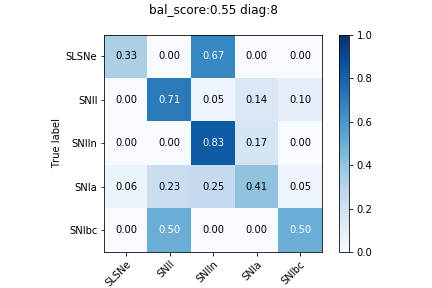 bal_score:0.55 diag:8
SLSNe 0.33 0.00 0.67 0.00 0.00
SNII 0.00 0.71 0.05 0.14 0.10
SNIIn 0.00 0.00 0.83 0.17 0.00
SNIa 0.06 0.23 0.25 0.41 0.05
SNIbc 0.00 0.50 0.00 0.00 0.50
SLSNe SNII SNIIn SNIa SNIbc
True label
1.0
0.8
0.6
0.4
0.2
0.0